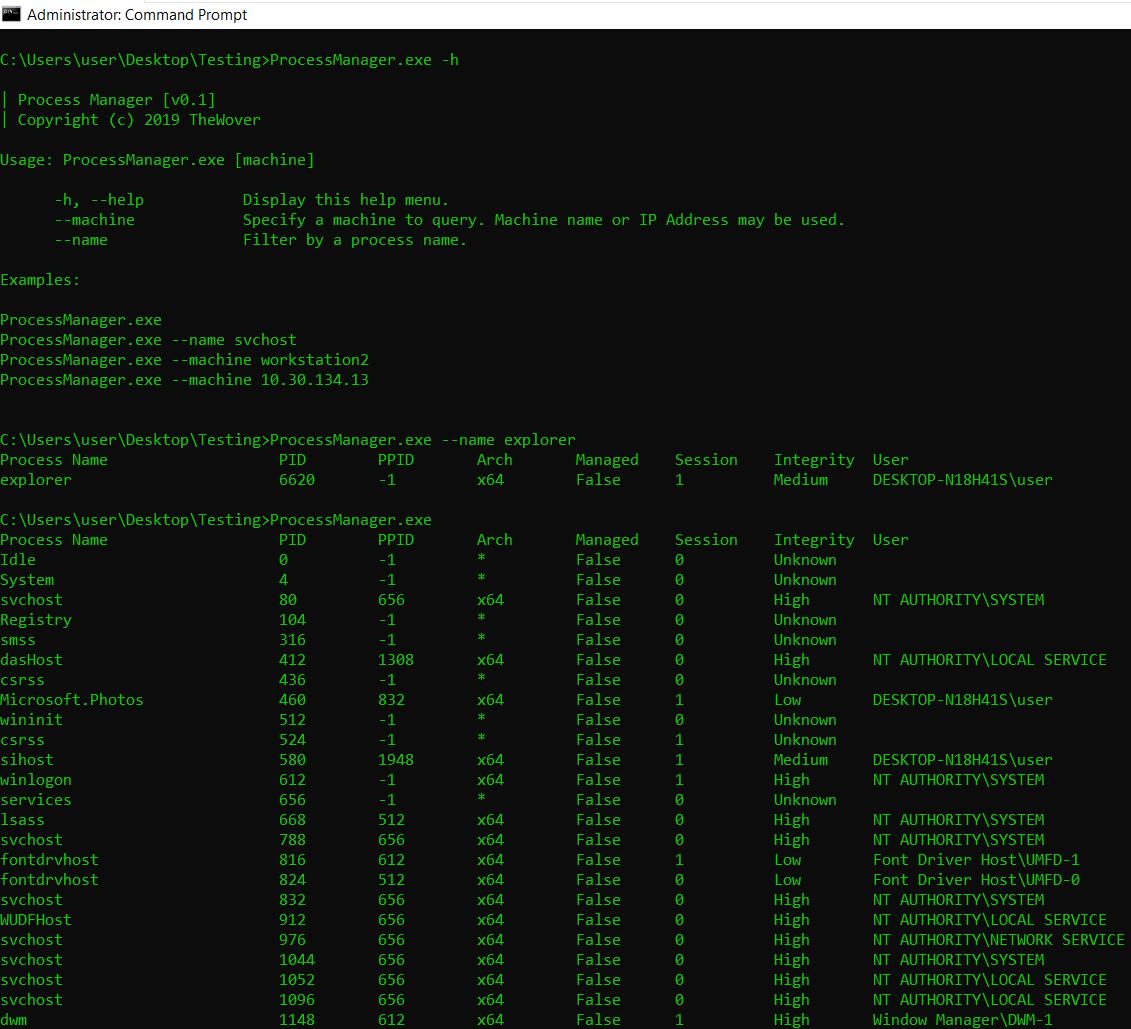 Administrator: Command Prompt
C:\Users\user\Desktop\Testing>ProcessManager.exe -h
| Process Manager [v0.1]
| Copyright (c) 2019 TheWover
Usage: ProcessManager.exe [machine]
-h, --help Display this help menu.
--machine Specify a machine to query. Machine name or IP Address may be used.
--name Filter by a process name.
Examples:
ProcessManager.exe
ProcessManager.exe --name svchost
ProcessManager.exe --machine workstation2
ProcessManager.exe --machine 10.30.134.13
C:\Users\user\Desktop\Testing>ProcessManager.exe --name explorer
Process Name PID PPID Arch Managed Session Integrity User
explorer 6620 -1 x64 False 1 Medium DESKTOP-N18H41S\user
C:\Users\user\Desktop\Testing>ProcessManager.exe
Process Name PID PPID Arch Managed Session Integrity User
Idle 0 -1 * False 0 Unknown
System 4 -1 * False 0 Unknown
svchost 80 656 x64 False 0 High NT AUTHORITY\SYSTEM
Registry 104 -1 * False 0 Unknown
smss 316 -1 * False 0 Unknown
dasHost 412 1308 x64 False 0 High NT AUTHORITY\LOCAL SERVICE
csrss 436 -1 * False 0 Unknown
Microsoft.Photos 460 832 x64 False 1 Low DESKTOP-N18H41S\user
wininit 512 -1 * False 0 Unknown
csrss 524 -1 * False 1 Unknown
sihost 580 1948 x64 False 1 Medium DESKTOP-N18H41S\user
winlogon 612 -1 x64 False 1 High NT AUTHORITY\SYSTEM
services 656 -1 * False 0 Unknown
lsass 668 512 x64 False 0 High NT AUTHORITY\SYSTEM
svchost 788 656 x64 False 0 High NT AUTHORITY\SYSTEM
fontdrvhost 816 612 x64 False 1 Low Font Driver Host\UMFD-1
fontdrvhost 824 512 x64 False 0 Low Font Driver Host\UMFD-0
svchost 832 656 x64 False 0 High NT AUTHORITY\SYSTEM
WUDFHost 912 656 x64 False 0 High NT AUTHORITY\LOCAL SERVICE
svchost 976 656 x64 False 0 High NT AUTHORITY\NETWORK SERVICE
svchost 1044 656 x64 False 0 High NT AUTHORITY\SYSTEM
svchost 1052 656 x64 False 0 High NT AUTHORITY\LOCAL SERVICE
svchost 1096 656 x64 False 0 High NT AUTHORITY\LOCAL SERVICE
dwm 1148 612 x64 False 1 High Window Manager\DWM-1